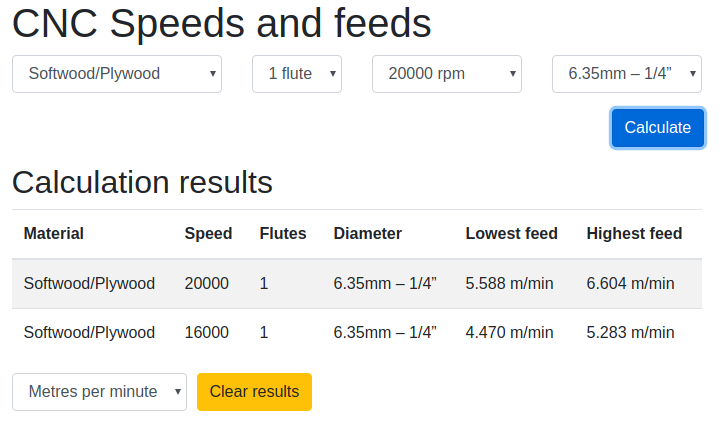 CNC Speeds and feeds
Softwood/Plywood 1 flute 20000 rpm 6.35mm – 1/4”
Calculate
Calculation results
Material Speed Flutes Diameter Lowest feed Highest feed
Softwood/Plywood 20000 1 6.35mm – 1/4” 5.588 m/min 6.604 m/min
Softwood/Plywood 16000 1 6.35mm – 1/4” 4.470 m/min 5.283 m/min
Metres per minute Clear results